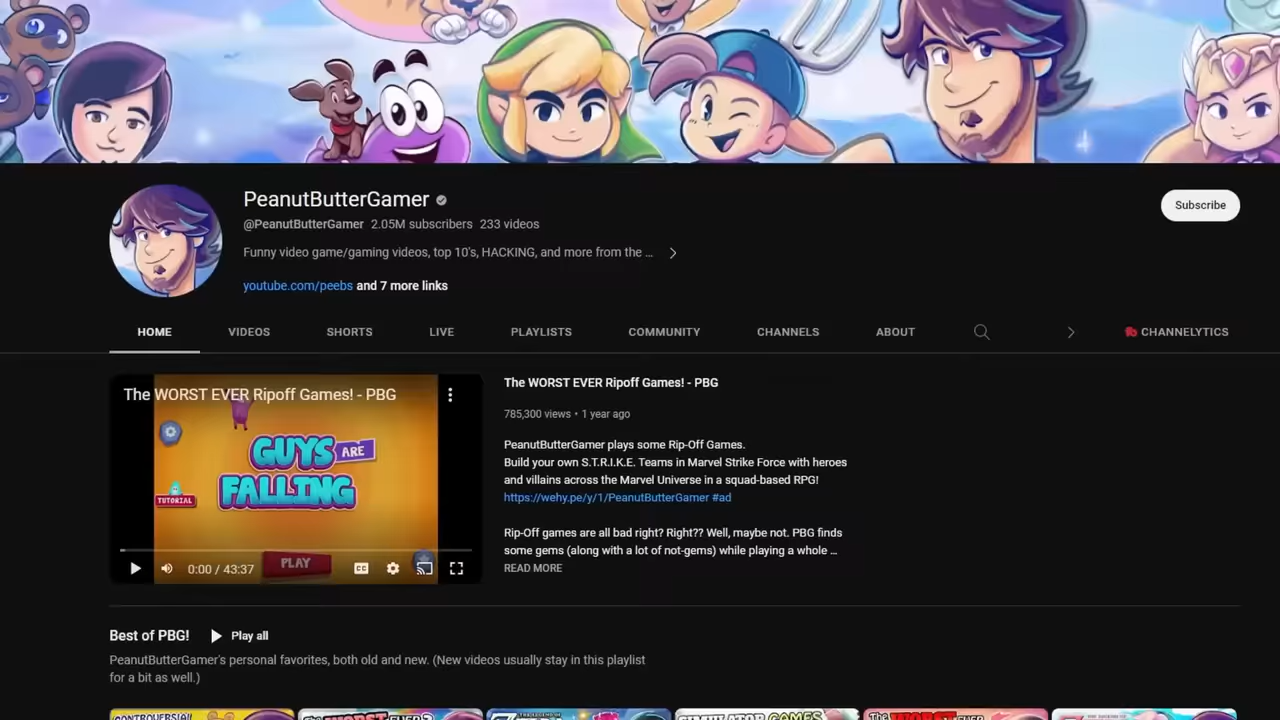 PeanutButterGamer
@PeanutButterGamer 2.05M subscribers 233 videos
Subscribe
Funny video game/gaming videos, top 10's, HACKING, and more from the ...
youtube.com/peebs and 7 more links
HOME VIDEOS SHORTS LIVE PLAYLISTS COMMUNITY CHANNELS ABOUT CHANNELYTICS
The WORST EVER Ripoff Games! - PBG
GUYS ARE
FALLING
TUTORIAL
PLAY
0:00 / 43:37
CC
The WORST EVER Ripoff Games! - PBG
785,300 views • 1 year ago
PeanutButterGamer plays some Rip-Off Games.
Build your own S.T.R.I.K.E. Teams in Marvel Strike Force with heroes
and villains across the Marvel Universe in a squad-based RPG!
https://wehy.pe/y/1/PeanutButterGamer #ad
Rip-Off games are all bad right? Right?? Well, maybe not. PBG finds
some gems (along with a lot of not-gems) while playing a whole ...
READ MORE
Best of PBG! Play all
PeanutButterGamer's personal favorites, both old and new. (New videos usually stay in this playlist
for a bit as well.)